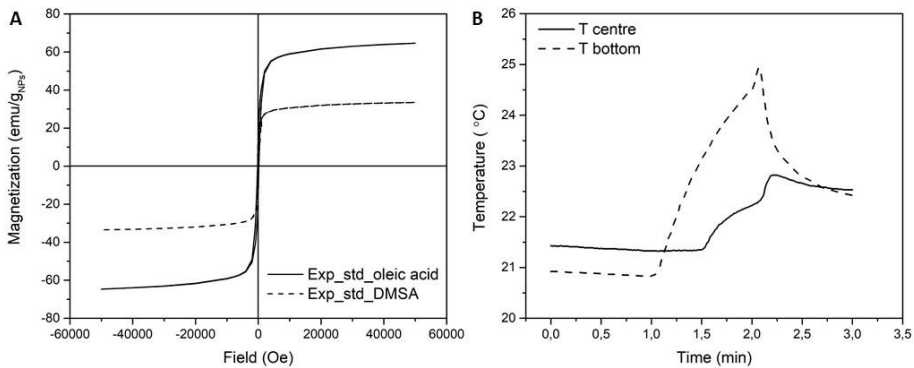 A
Magnetization (emu/gNPs)
80
60
40
20
0
-20
-40
-60
-80
-60000 -40000 -20000 0 20000 40000 60000
Field (Oe)
Exp_std_oleic acid
Exp_std_DMSA
B
Temperature ( °C)
26
25
24
23
22
21
20
0,0 0,5 1,0 1,5 2,0 2,5 3,0 3,5
Time (min)
T centre
T bottom